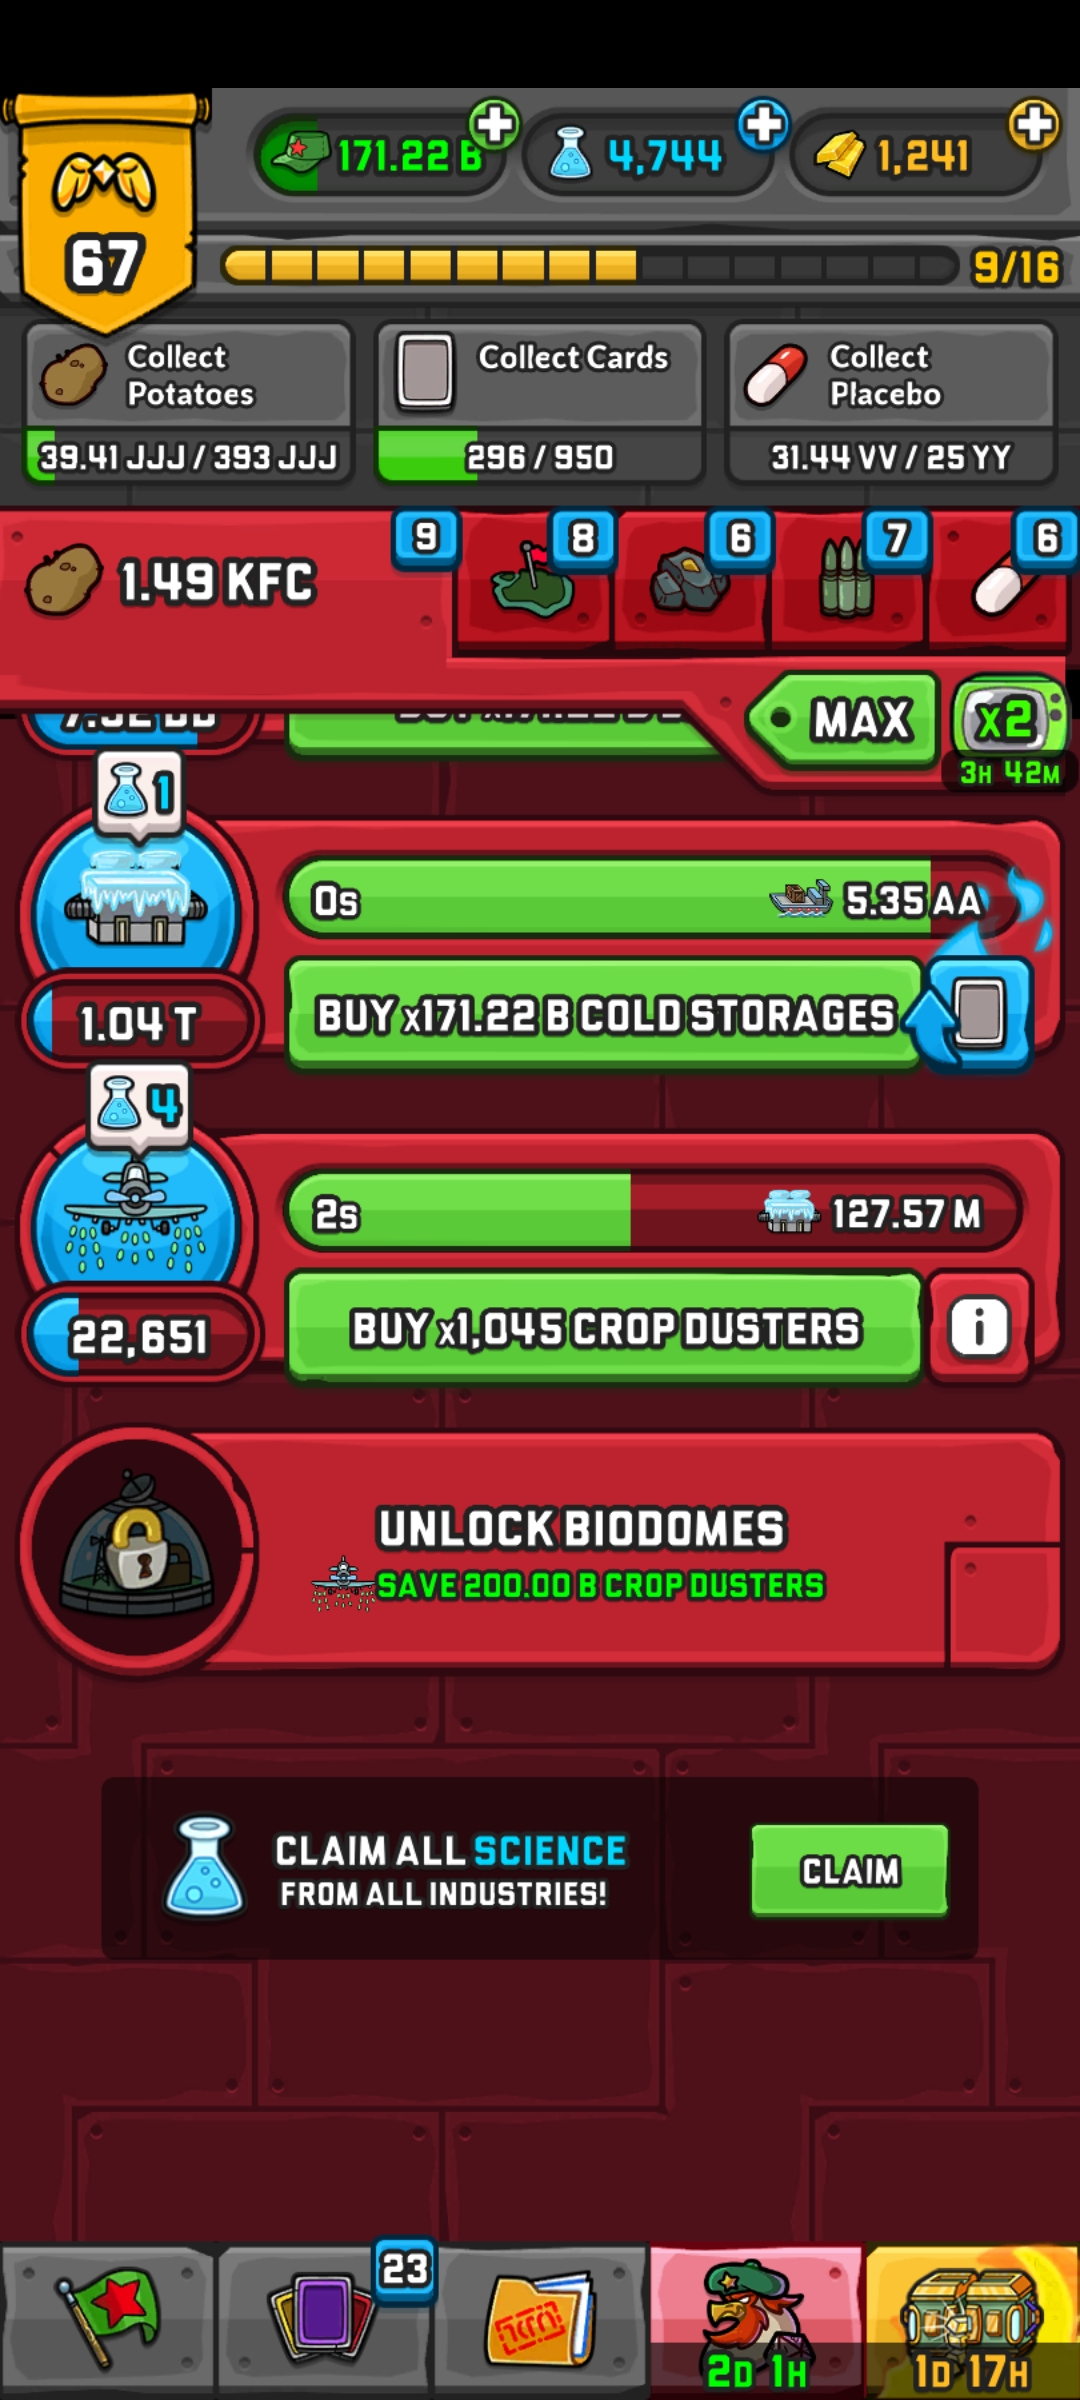 171.22 B
4,744
1,241
67
9/16
Collect Potatoes
39.41 JJJ / 393 JJJ
Collect Cards
296 / 950
Collect Placebo
31.44 VV / 25 YY
1.49 KFC
9
8
6
7
6
MAX
x2
3H 42M
1
0s
5.35 AA
1.04 T
BUY x171.22 B COLD STORAGES
4
2s
127.57 M
22,651
BUY x1,045 CROP DUSTERS
i
UNLOCK BIODOMES
SAVE 200.00 B CROP DUSTERS
CLAIM ALL SCIENCE
FROM ALL INDUSTRIES!
CLAIM
23
2D 1H
1D 17H